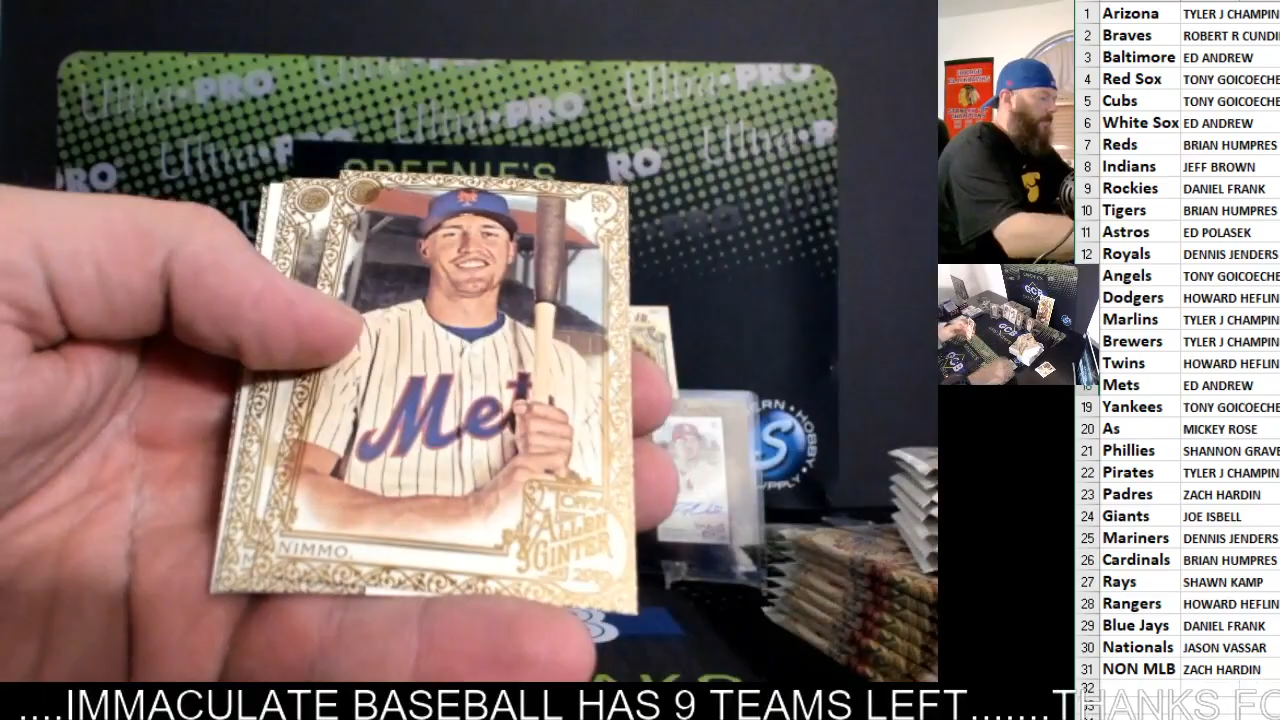 Ultra PRO
PRO
GREENIE'S
Mets
NIMMO
TOPPS
ALLEN
GINTER
HOBBY
GCB
1 Arizona TYLER J CHAMPIN
2 Braves ROBERT R CUNDI
3 Baltimore ED ANDREW
4 Red Sox TONY GOICOECHE
5 Cubs TONY GOICOECHE
6 White Sox ED ANDREW
7 Reds BRIAN HUMPRES
8 Indians JEFF BROWN
9 Rockies DANIEL FRANK
10 Tigers BRIAN HUMPRES
11 Astros ED POLASEK
12 Royals DENNIS JENDERS
Angels TONY GOICOECHE
Dodgers HOWARD HEFLIN
Marlins TYLER J CHAMPIN
Brewers TYLER J CHAMPIN
Twins HOWARD HEFLIN
Mets ED ANDREW
19 Yankees TONY GOICOECHE
20 As MICKEY ROSE
21 Phillies SHANNON GRAVE
22 Pirates TYLER J CHAMPIN
23 Padres ZACH HARDIN
24 Giants JOE ISBELL
25 Mariners DENNIS JENDERS
26 Cardinals BRIAN HUMPRES
27 Rays SHAWN KAMP
28 Rangers HOWARD HEFLIN
29 Blue Jays DANIEL FRANK
30 Nationals JASON VASSAR
31 NON MLB ZACH HARDIN
32
....IMMACULATE BASEBALL HAS 9 TEAMS LEFT.......THANKS FO